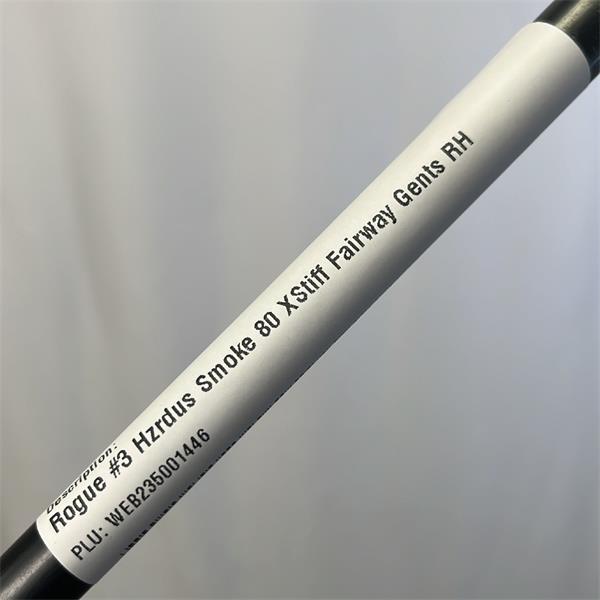 Description:
Rogue #3 Hzrdus Smoke 80 XStiff Fairway Gents RH
PLU: WEB235001446